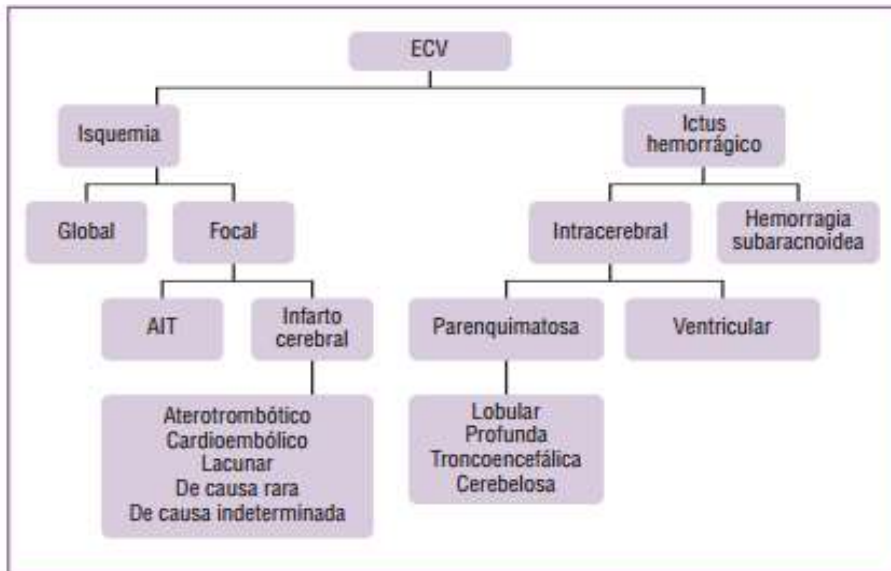 ECV
Isquemia
Ictus
hemorrágico
Global
Focal
Intracerebral
Hemorragia
subaracnoidea
AIT
Infarto
cerebral
Parenquimatosa
Ventricular
Aterotrombótico
Cardioembólico
Lacunar
De causa rara
De causa indeterminada
Lobular
Profunda
Troncoencefálica
Cerebelosa